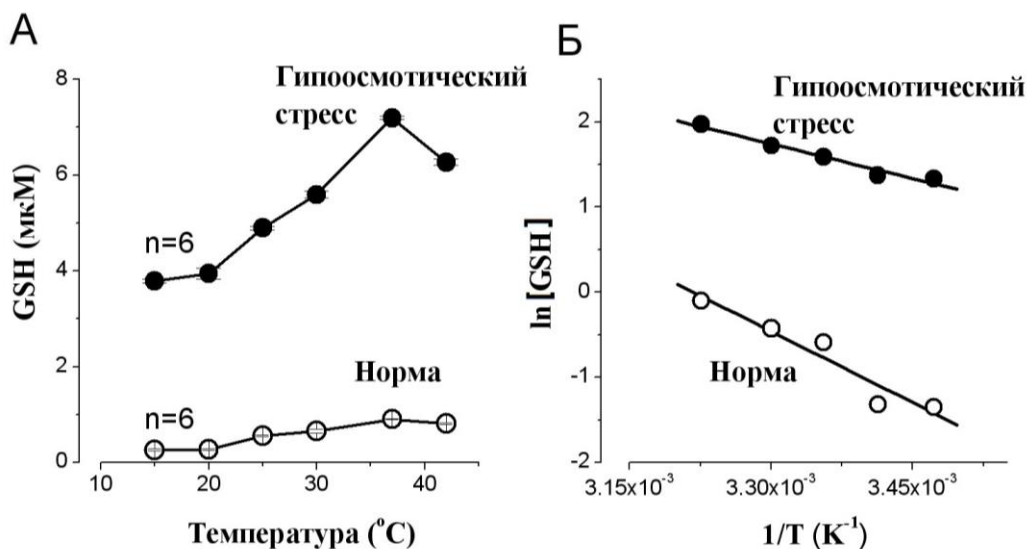 А
8
6
4
2
0
GSH (мкМ)
Гипоосмотический
стресс
n=6
Норма
n=6
10
20
30
40
Температура (°C)
Б
2
1
0
-1
-2
ln[GSH]
Гипоосмотический
стресс
Норма
3.15x10⁻³
3.30x10⁻³
3.45x10⁻³
1/T (K⁻¹)